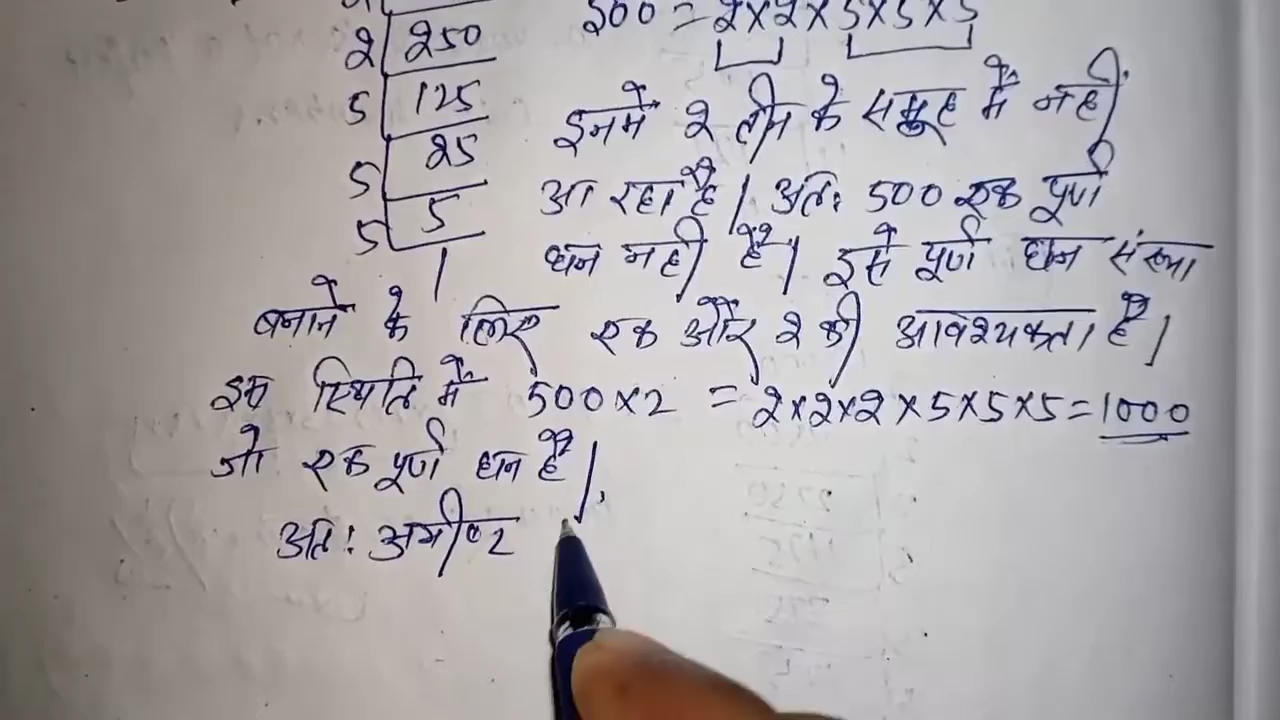 500 = 2×2×5×5×5
2 250
5 125
5 25
5 5
1
इनमें 2 तीन के समूह में नहीं
आ रहा है। अतः 500 एक पूर्ण
घन नही है। इसे पूर्ण घन संख्या
बनाने के लिए एक और 2 की आवश्यकता है।
इस स्थिति में 500×2 = 2×2×2×5×5×5=1000
जो एक पूर्ण घन है।
अतः अभीष्ट